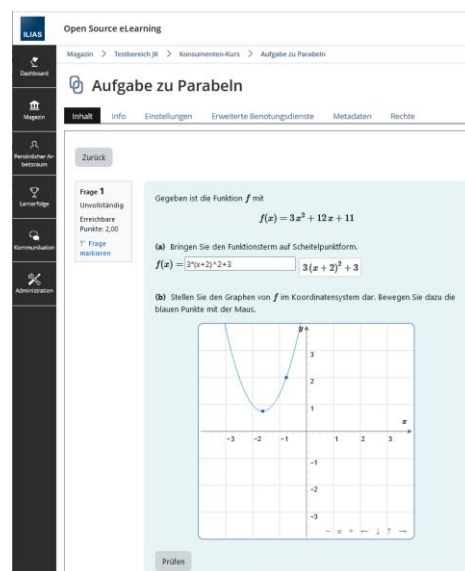 ILIAS
Open Source eLearning
Magazin > Testbereich JK > Konsumenten-Kurs > Aufgabe zu Parabeln
Dashboard
Magazin
Persönlicher Ar-
beitsraum
Lernerfolge
Kommunikation
Administration
Aufgabe zu Parabeln
Inhalt Info Einstellungen Erweiterte Benotungsdienste Metadaten Rechte
Zurück
Frage 1
Unvollständig
Erreichbare
Punkte: 2,00
Frage
markieren
Gegeben ist die Funktion f mit
f(x) = 3x² + 12x + 11
(a) Bringen Sie den Funktionsterm auf Scheitelpunktform.
f(x) = 3*(x+2)^2+3 3(x + 2)² + 3
(b) Stellen Sie den Graphen von f im Koordinatensystem dar. Bewegen Sie dazu die
blauen Punkte mit der Maus.
y
3
2
1
x
-3 -2 -1 1 2 3
-1
-2
-3
− o + ← ↓ ↑ →
Prüfen